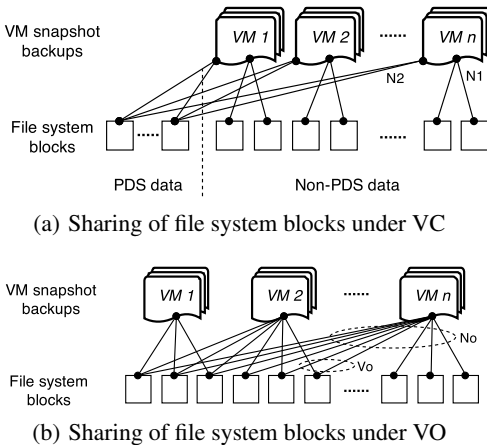 VM snapshot backups
VM 1
VM 2
......
VM n
N2
N1
File system blocks
.....
......
PDS data
Non-PDS data
(a) Sharing of file system blocks under VC
VM snapshot backups
VM 1
VM 2
......
VM n
No
Vo
File system blocks
......
(b) Sharing of file system blocks under VO